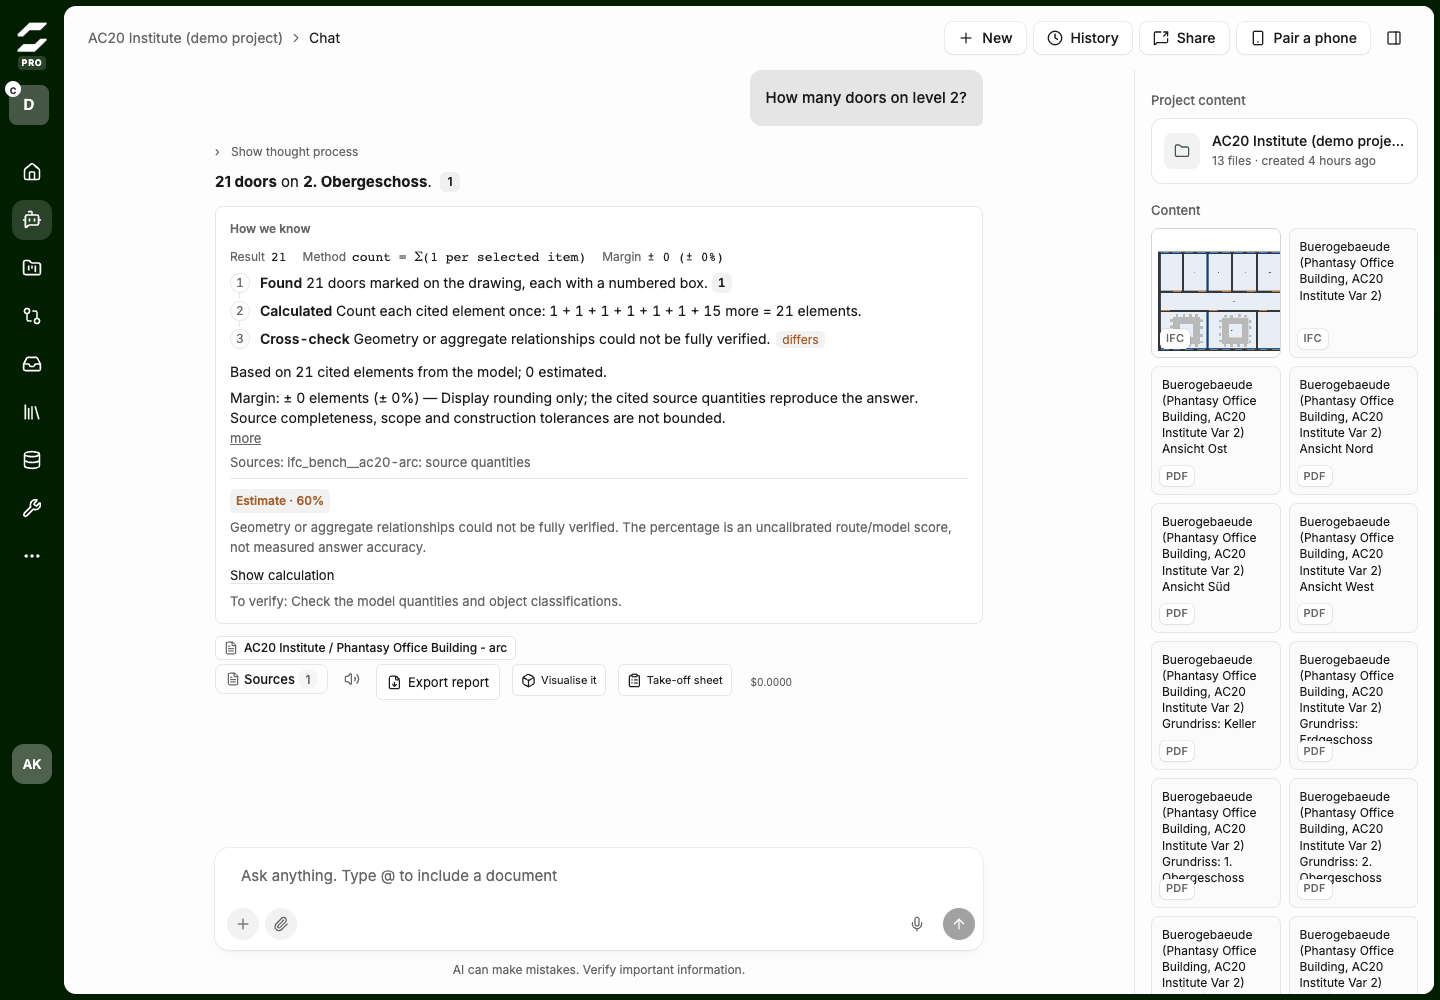 PRO
C
D
AK
AC20 Institute (demo project) > Chat
New
History
Share
Pair a phone
How many doors on level 2?
Show thought process
21 doors on 2. Obergeschoss. 1
How we know
Result 21 Method count = Σ(1 per selected item) Margin ± 0 (± 0%)
1 Found 21 doors marked on the drawing, each with a numbered box. 1
2 Calculated Count each cited element once: 1 + 1 + 1 + 1 + 1 + 1 + 15 more = 21 elements.
3 Cross-check Geometry or aggregate relationships could not be fully verified. differs
Based on 21 cited elements from the model; 0 estimated.
Margin: ± 0 elements (± 0%) — Display rounding only; the cited source quantities reproduce the answer.
Source completeness, scope and construction tolerances are not bounded.
more
Sources: ifc_bench__ac20-arc: source quantities
Estimate · 60%
Geometry or aggregate relationships could not be fully verified. The percentage is an uncalibrated route/model score,
not measured answer accuracy.
Show calculation
To verify: Check the model quantities and object classifications.
AC20 Institute / Phantasy Office Building - arc
Sources 1
Export report
Visualise it
Take-off sheet
$0.0000
Ask anything. Type @ to include a document
AI can make mistakes. Verify important information.
Project content
AC20 Institute (demo proje...
13 files · created 4 hours ago
Content
IFC
Buerogebaeude
(Phantasy Office
Building, AC20
Institute Var 2)
IFC
Buerogebaeude
(Phantasy Office
Building, AC20
Institute Var 2)
Ansicht Ost
PDF
Buerogebaeude
(Phantasy Office
Building, AC20
Institute Var 2)
Ansicht Nord
PDF
Buerogebaeude
(Phantasy Office
Building, AC20
Institute Var 2)
Ansicht Süd
PDF
Buerogebaeude
(Phantasy Office
Building, AC20
Institute Var 2)
Ansicht West
PDF
Buerogebaeude
(Phantasy Office
Building, AC20
Institute Var 2)
Grundriss: Keller
PDF
Buerogebaeude
(Phantasy Office
Building, AC20
Institute Var 2)
Grundriss:
Erdgeschoss
PDF
Buerogebaeude
(Phantasy Office
Building, AC20
Institute Var 2)
Grundriss: 1.
Obergeschoss
PDF
Buerogebaeude
(Phantasy Office
Building, AC20
Institute Var 2)
Grundriss: 2.
Obergeschoss
PDF
Buerogebaeude
(Phantasy Office
Building, AC20
Institute Var 2)
Buerogebaeude
(Phantasy Office
Building, AC20
Institute Var 2)